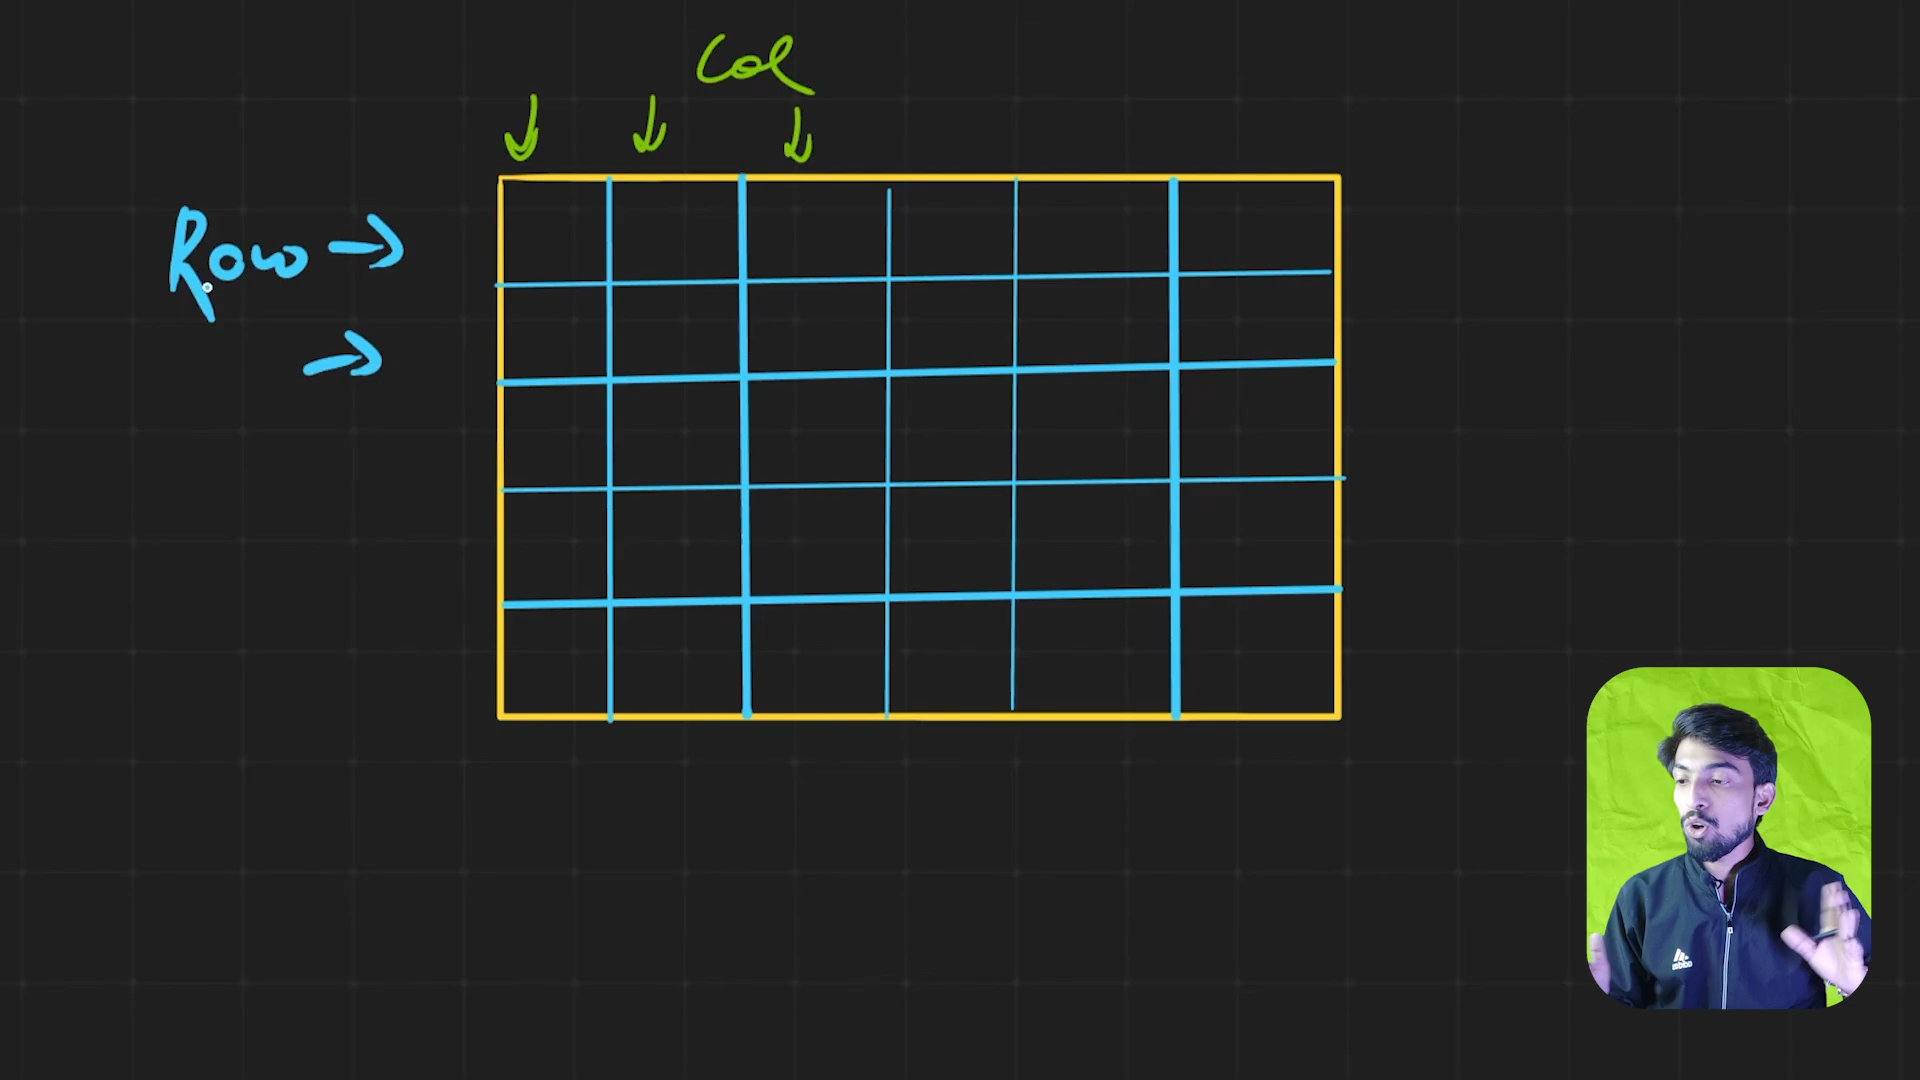 Col
Row →
→